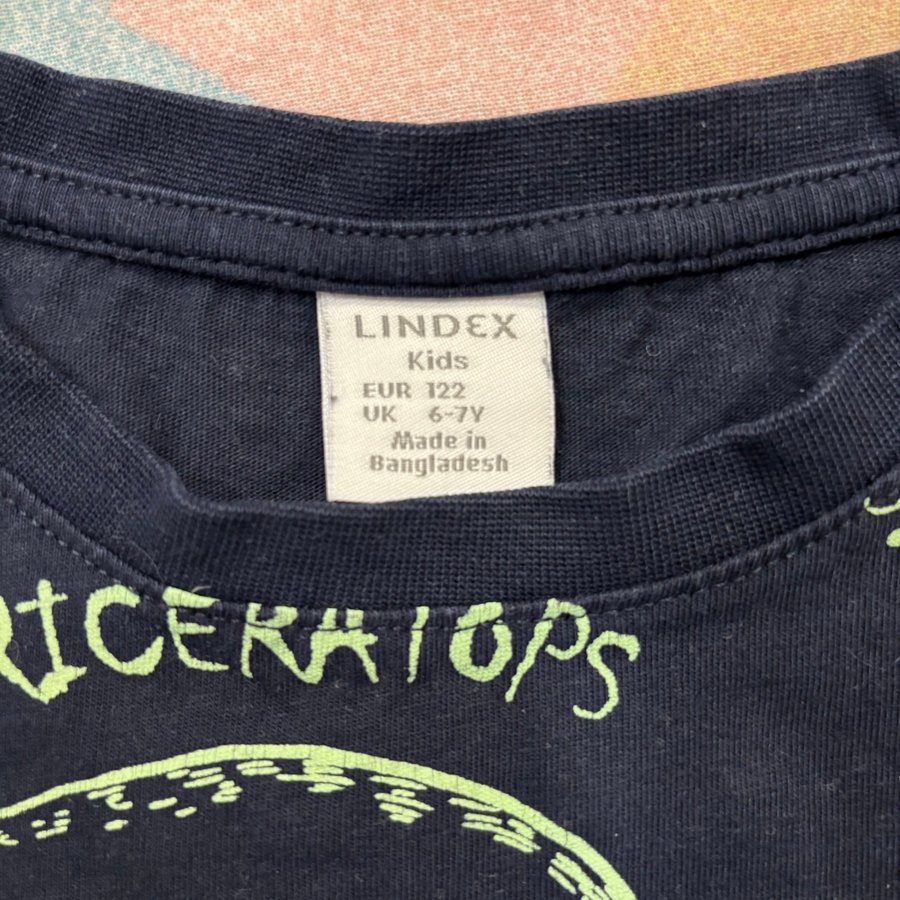 LINDEX
Kids
EUR 122
UK 6-7Y
Made in
Bangladesh
RICERATOPS